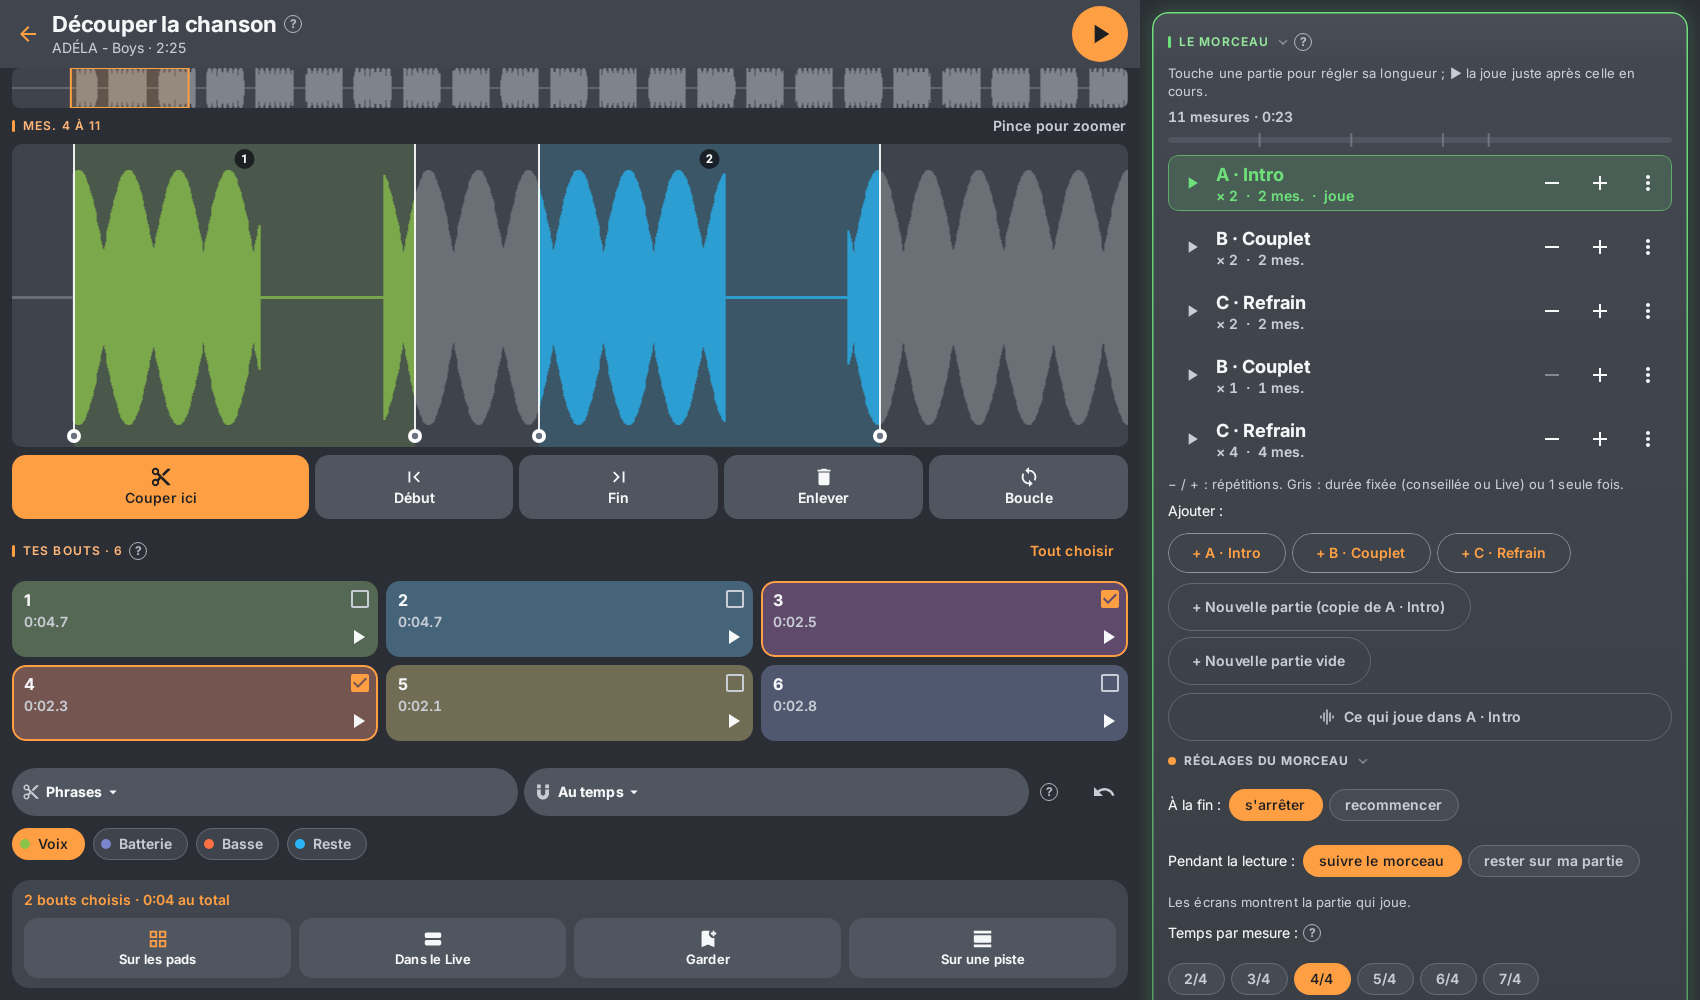 Découper la chanson ?
ADÉLA - Boys · 2:25
MES. 4 À 11
Pince pour zoomer
1
2
Couper ici
Début
Fin
Enlever
Boucle
TES BOUTS · 6 ?
Tout choisir
1
0:04.7
2
0:04.7
3
0:02.5
4
0:02.3
5
0:02.1
6
0:02.8
Phrases
Au temps
?
Voix
Batterie
Basse
Reste
2 bouts choisis · 0:04 au total
Sur les pads
Dans le Live
Garder
Sur une piste
LE MORCEAU ?
Touche une partie pour régler sa longueur ; ▶ la joue juste après celle en
cours.
11 mesures · 0:23
A · Intro
× 2 · 2 mes. · joue
B · Couplet
× 2 · 2 mes.
C · Refrain
× 2 · 2 mes.
B · Couplet
× 1 · 1 mes.
C · Refrain
× 4 · 4 mes.
− / + : répétitions. Gris : durée fixée (conseillée ou Live) ou 1 seule fois.
Ajouter :
+ A · Intro
+ B · Couplet
+ C · Refrain
+ Nouvelle partie (copie de A · Intro)
+ Nouvelle partie vide
Ce qui joue dans A · Intro
RÉGLAGES DU MORCEAU
À la fin : s'arrêter recommencer
Pendant la lecture : suivre le morceau rester sur ma partie
Les écrans montrent la partie qui joue.
Temps par mesure : ?
2/4 3/4 4/4 5/4 6/4 7/4